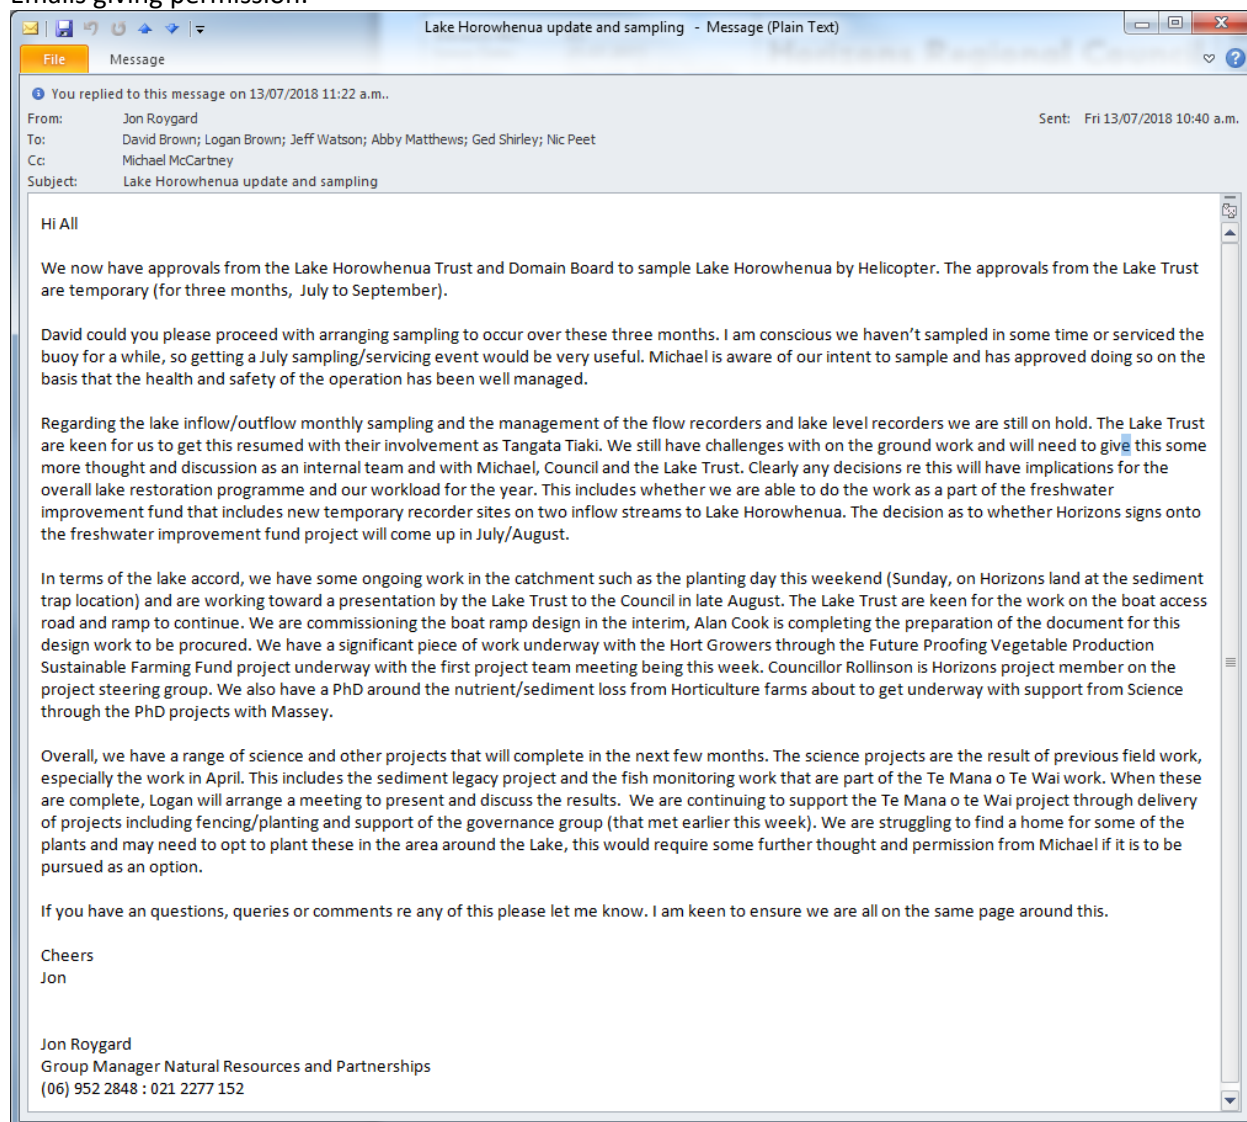 Emails giving permission:
Lake Horowhenua update and sampling - Message (Plain Text)
File Message
You replied to this message on 13/07/2018 11:22 a.m..
From: Jon Roygard Sent: Fri 13/07/2018 10:40 a.m.
To: David Brown; Logan Brown; Jeff Watson; Abby Matthews; Ged Shirley; Nic Peet
Cc: Michael McCartney
Subject: Lake Horowhenua update and sampling
Hi All
We now have approvals from the Lake Horowhenua Trust and Domain Board to sample Lake Horowhenua by Helicopter. The approvals from the Lake Trust
are temporary (for three months, July to September).
David could you please proceed with arranging sampling to occur over these three months. I am conscious we haven't sampled in some time or serviced the
buoy for a while, so getting a July sampling/servicing event would be very useful. Michael is aware of our intent to sample and has approved doing so on the
basis that the health and safety of the operation has been well managed.
Regarding the lake inflow/outflow monthly sampling and the management of the flow recorders and lake level recorders we are still on hold. The Lake Trust
are keen for us to get this resumed with their involvement as Tangata Tiaki. We still have challenges with on the ground work and will need to give this some
more thought and discussion as an internal team and with Michael, Council and the Lake Trust. Clearly any decisions re this will have implications for the
overall lake restoration programme and our workload for the year. This includes whether we are able to do the work as a part of the freshwater
improvement fund that includes new temporary recorder sites on two inflow streams to Lake Horowhenua. The decision as to whether Horizons signs onto
the freshwater improvement fund project will come up in July/August.
In terms of the lake accord, we have some ongoing work in the catchment such as the planting day this weekend (Sunday, on Horizons land at the sediment
trap location) and are working toward a presentation by the Lake Trust to the Council in late August. The Lake Trust are keen for the work on the boat access
road and ramp to continue. We are commissioning the boat ramp design in the interim, Alan Cook is completing the preparation of the document for this
design work to be procured. We have a significant piece of work underway with the Hort Growers through the Future Proofing Vegetable Production
Sustainable Farming Fund project underway with the first project team meeting being this week. Councillor Rollinson is Horizons project member on the
project steering group. We also have a PhD around the nutrient/sediment loss from Horticulture farms about to get underway with support from Science
through the PhD projects with Massey.
Overall, we have a range of science and other projects that will complete in the next few months. The science projects are the result of previous field work,
especially the work in April. This includes the sediment legacy project and the fish monitoring work that are part of the Te Mana o Te Wai work. When these
are complete, Logan will arrange a meeting to present and discuss the results. We are continuing to support the Te Mana o te Wai project through delivery
of projects including fencing/planting and support of the governance group (that met earlier this week). We are struggling to find a home for some of the
plants and may need to opt to plant these in the area around the Lake, this would require some further thought and permission from Michael if it is to be
pursued as an option.
If you have an questions, queries or comments re any of this please let me know. I am keen to ensure we are all on the same page around this.
Cheers
Jon
Jon Roygard
Group Manager Natural Resources and Partnerships
(06) 952 2848 : 021 2277 152